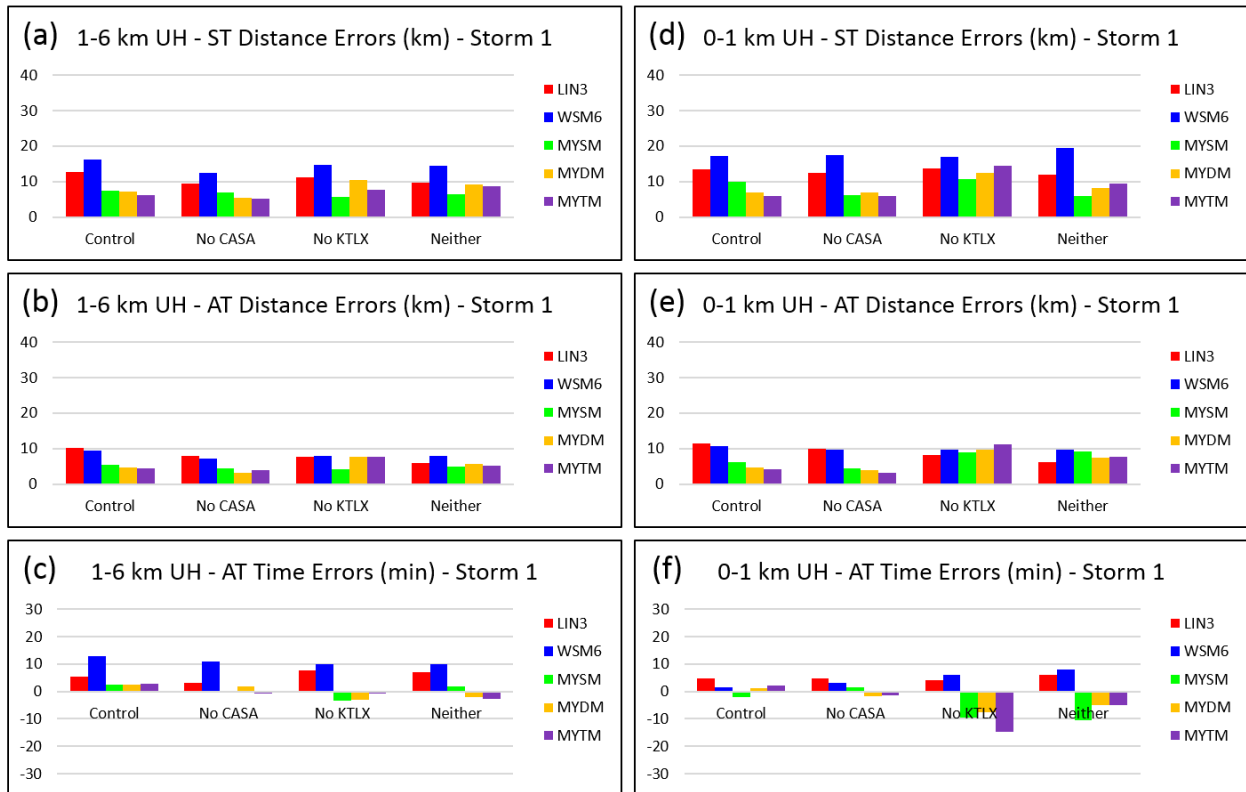 (a) 1-6 km UH - ST Distance Errors (km) - Storm 1
40
30
20
10
0
Control No CASA No KTLX Neither
LIN3
WSM6
MYSM
MYDM
MYTM
(d) 0-1 km UH - ST Distance Errors (km) - Storm 1
40
30
20
10
0
Control No CASA No KTLX Neither
LIN3
WSM6
MYSM
MYDM
MYTM
(b) 1-6 km UH - AT Distance Errors (km) - Storm 1
40
30
20
10
0
Control No CASA No KTLX Neither
LIN3
WSM6
MYSM
MYDM
MYTM
(e) 0-1 km UH - AT Distance Errors (km) - Storm 1
40
30
20
10
0
Control No CASA No KTLX Neither
LIN3
WSM6
MYSM
MYDM
MYTM
(c) 1-6 km UH - AT Time Errors (min) - Storm 1
30
20
10
0
-10
-20
-30
Control No CASA No KTLX Neither
LIN3
WSM6
MYSM
MYDM
MYTM
(f) 0-1 km UH - AT Time Errors (min) - Storm 1
30
20
10
0
-10
-20
-30
Control No CASA No KTLX Neither
LIN3
WSM6
MYSM
MYDM
MYTM